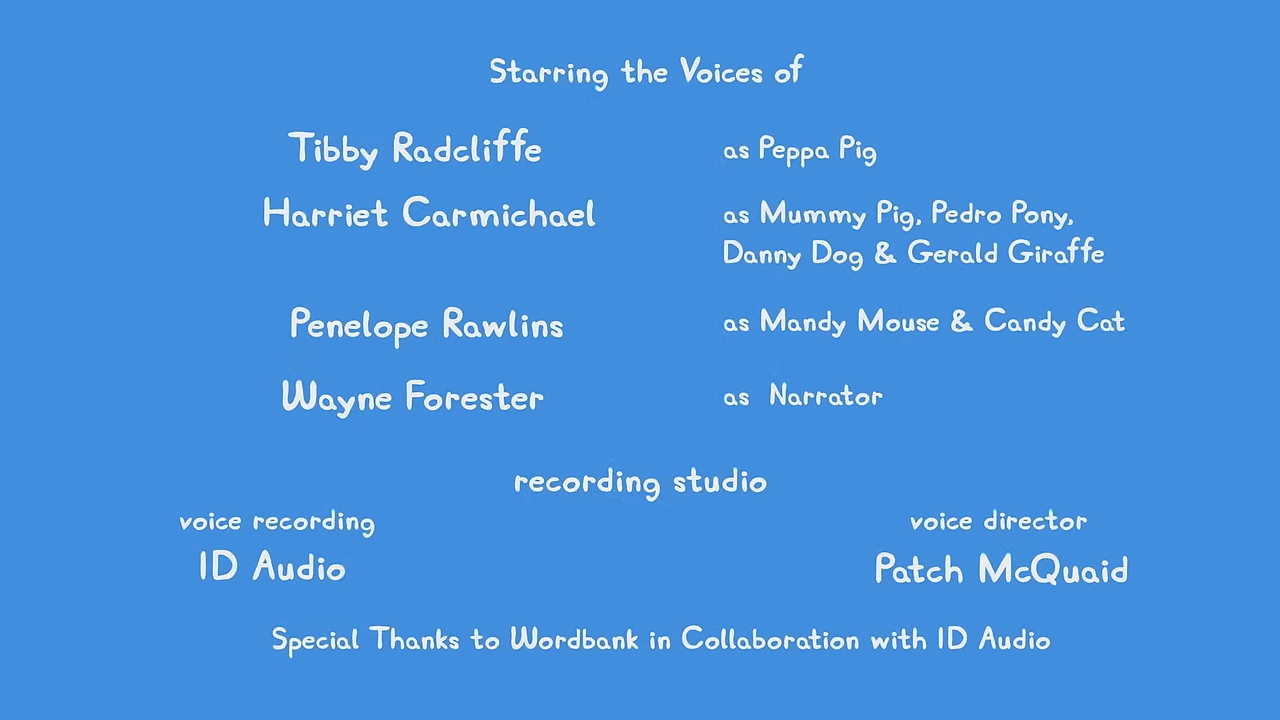 Starring the Voices of
Tibby Radcliffe as Peppa Pig
Harriet Carmichael as Mummy Pig, Pedro Pony,
Danny Dog & Gerald Giraffe
Penelope Rawlins as Mandy Mouse & Candy Cat
Wayne Forester as Narrator
recording studio
voice recording voice director
ID Audio Patch McQuaid
Special Thanks to Wordbank in Collaboration with ID Audio